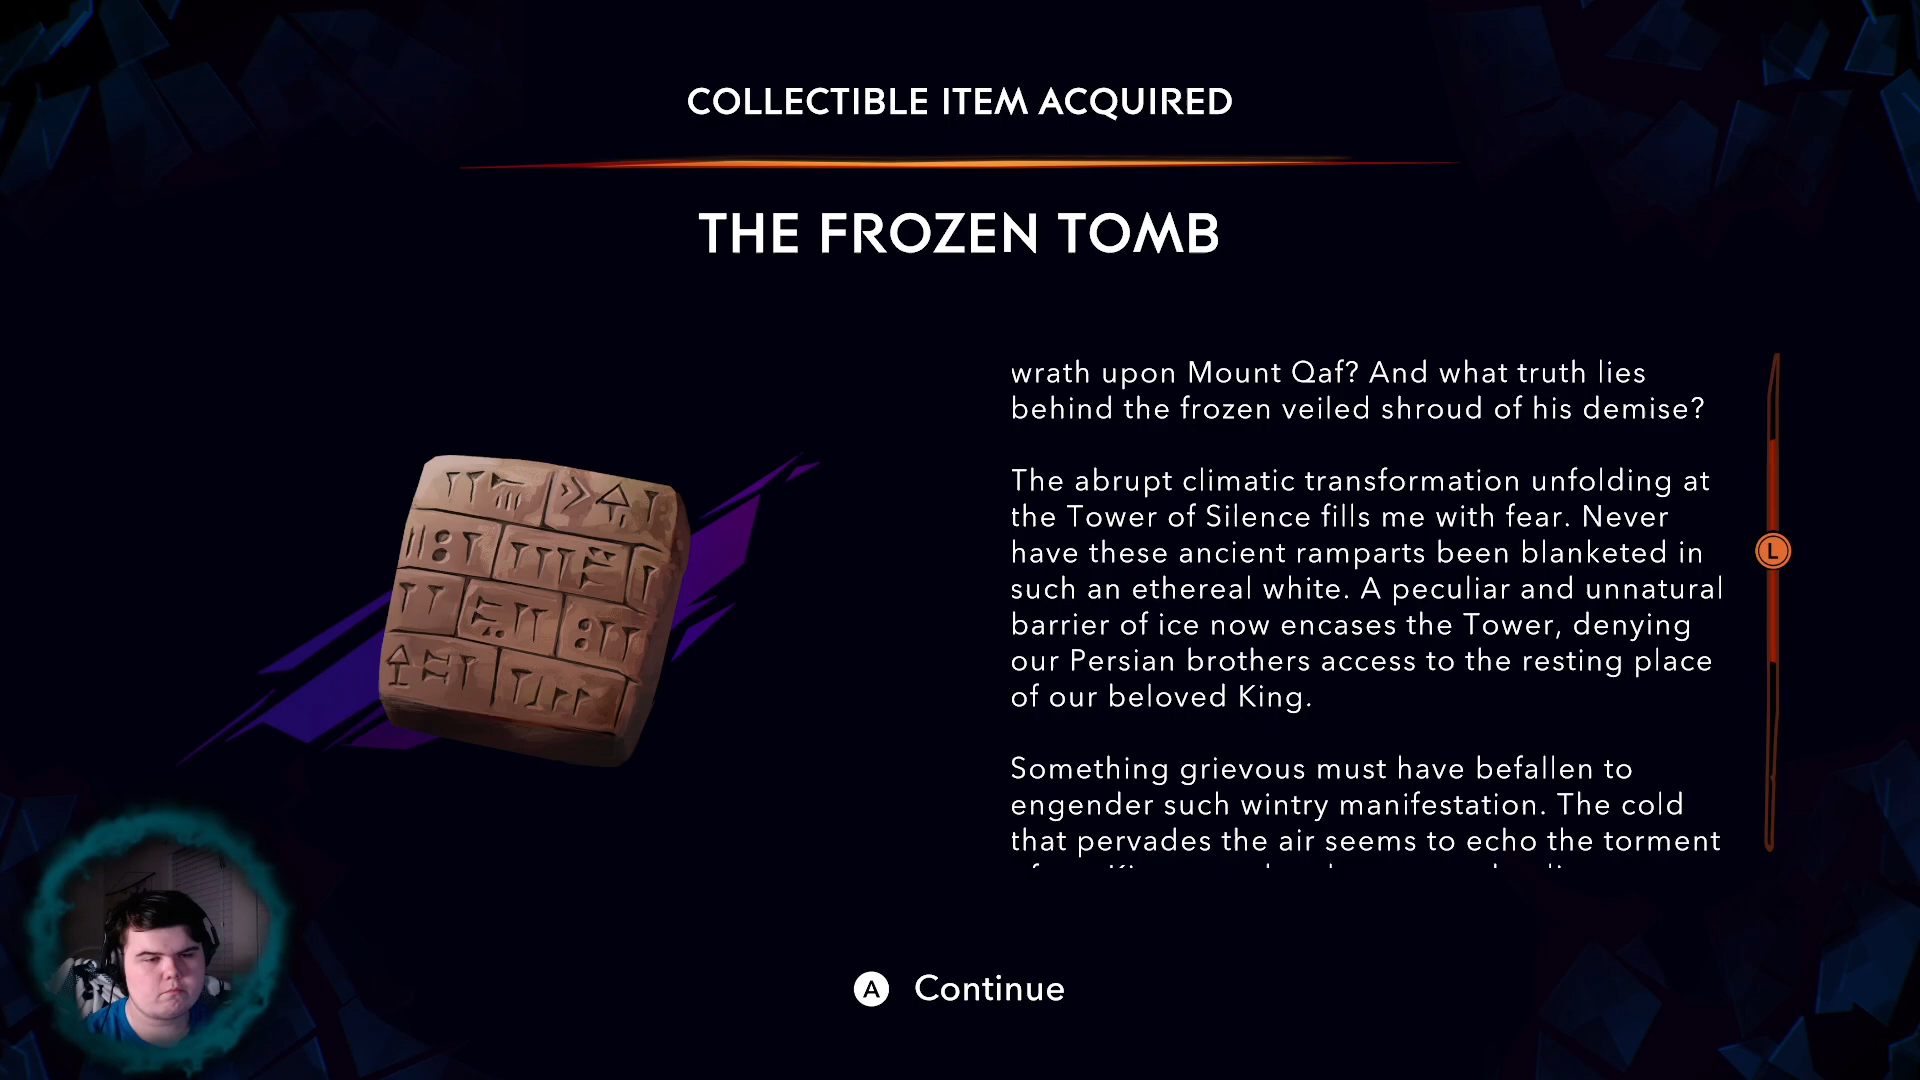 COLLECTIBLE ITEM ACQUIRED
THE FROZEN TOMB
wrath upon Mount Qaf? And what truth lies
behind the frozen veiled shroud of his demise?
The abrupt climatic transformation unfolding at
the Tower of Silence fills me with fear. Never
have these ancient ramparts been blanketed in
such an ethereal white. A peculiar and unnatural
barrier of ice now encases the Tower, denying
our Persian brothers access to the resting place
of our beloved King.
Something grievous must have befallen to
engender such wintry manifestation. The cold
that pervades the air seems to echo the torment
L
A Continue